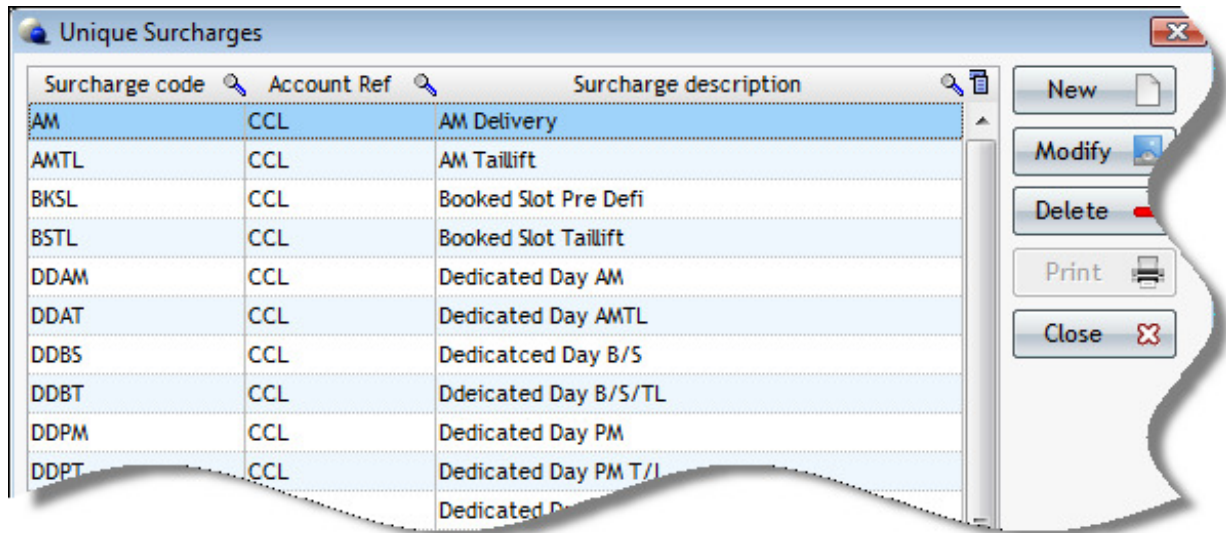 Unique Surcharges
Surcharge code Account Ref Surcharge description
AM CCL AM Delivery
AMTL CCL AM Taillift
BKSL CCL Booked Slot Pre Defi
BSTL CCL Booked Slot Taillift
DDAM CCL Dedicated Day AM
DDAT CCL Dedicated Day AMTL
DDBS CCL Dedicatced Day B/S
DDBT CCL Ddeicated Day B/S/TL
DDPM CCL Dedicated Day PM
DDPT CCL Dedicated Day PM
Dedicated
New
Modify
Delete
Print
Close